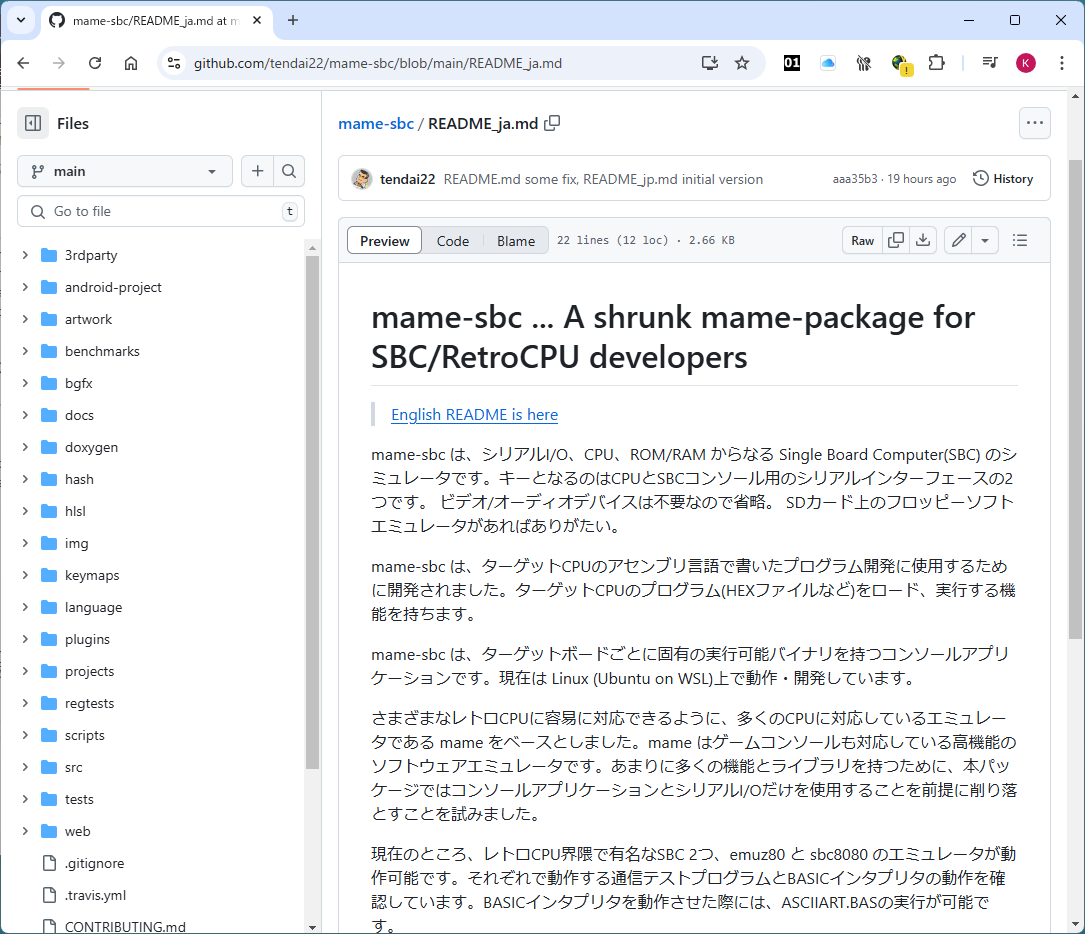 mame-sbc/README_ja.md at m
github.com/tendai22/mame-sbc/blob/main/README_ja.md
01
K
Files
main
Go to file
t
3rdparty
android-project
artwork
benchmarks
bgfx
docs
doxygen
hash
hlsl
img
keymaps
language
plugins
projects
regtests
scripts
src
tests
web
.gitignore
.travis.yml
CONTRIBUTING.md
mame-sbc / README_ja.md
tendai22 README.md some fix, README_jp.md initial version
aaa35b3 · 19 hours ago
History
Preview
Code
Blame
22 lines (12 loc) · 2.66 KB
Raw
mame-sbc ... A shrunk mame-package for
SBC/RetroCPU developers
English README is here
mame-sbc は、シリアルI/O、CPU、ROM/RAM からなる Single Board Computer(SBC) のシ
ミュレータです。キーとなるのはCPUとSBCコンソール用のシリアルインターフェースの2
つです。 ビデオ/オーディオデバイスは不要なので省略。 SDカード上のフロッピーソフト
エミュレータがあればありがたい。
mame-sbc は、ターゲットCPUのアセンブリ言語で書いたプログラム開発に使用するため
に開発されました。ターゲットCPUのプログラム(HEXファイルなど)をロード、実行する機
能を持ちます。
mame-sbc は、ターゲットボードごとに固有の実行可能バイナリを持つコンソールアプリ
ケーションです。現在は Linux (Ubuntu on WSL)上で動作・開発しています。
さまざまなレトロCPUに容易に対応できるように、多くのCPUに対応しているエミュレー
タである mame をベースとしました。mame はゲームコンソールも対応している高機能の
ソフトウェアエミュレータです。あまりに多くの機能とライブラリを持つために、本パッ
ケージではコンソールアプリケーションとシリアルI/Oだけを使用することを前提に削り落
とすことを試みました。
現在のところ、レトロCPU界隈で有名なSBC 2つ、emuz80 と sbc8080 のエミュレータが動
作可能です。それぞれで動作する通信テストプログラムとBASICインタプリタの動作を確
認しています。BASICインタプリタを動作させた際には、ASCIIART.BASの実行が可能で
す。